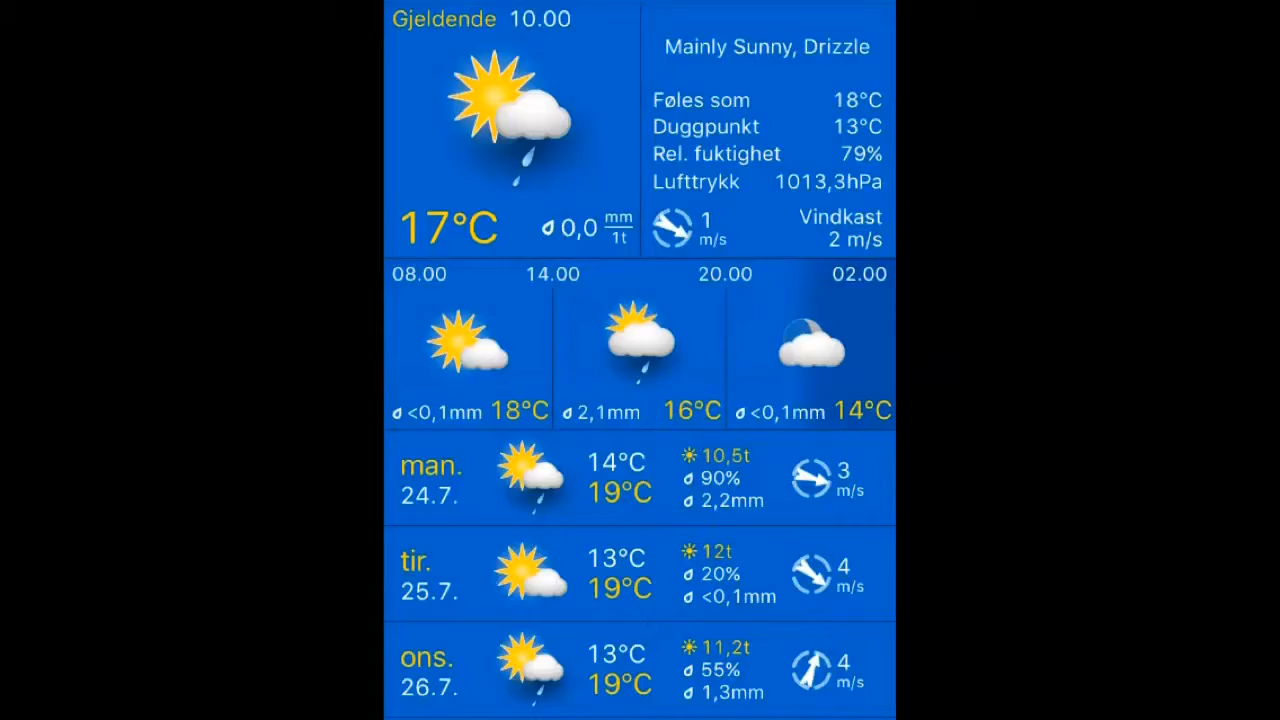 Gjeldende 10.00
17°C 0,0 mm
1t
Mainly Sunny, Drizzle
Føles som 18°C
Duggpunkt 13°C
Rel. fuktighet 79%
Lufttrykk 1013,3hPa
1 m/s
Vindkast
2 m/s
08.00 14.00 20.00 02.00
<0,1mm 18°C 2,1mm 16°C <0,1mm 14°C
man.
24.7.
14°C
19°C
10,5t
90%
2,2mm
3
m/s
tir.
25.7.
13°C
19°C
12t
20%
<0,1mm
4
m/s
ons.
26.7.
13°C
19°C
11,2t
55%
1,3mm
4
m/s